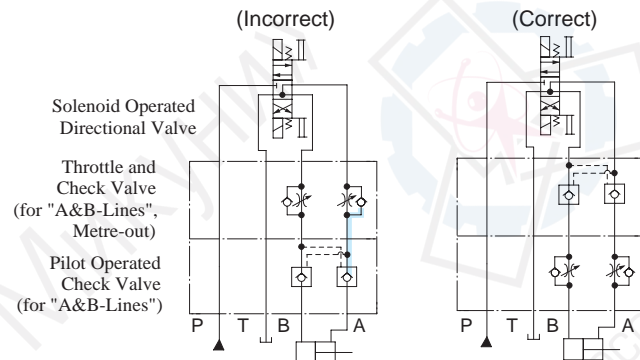 (Incorrect)
(Correct)
Solenoid Operated
Directional Valve
Throttle and
Check Valve
(for "A&B-Lines",
Metre-out)
Pilot Operated
Check Valve
(for "A&B-Lines")
P T B A
P T B A